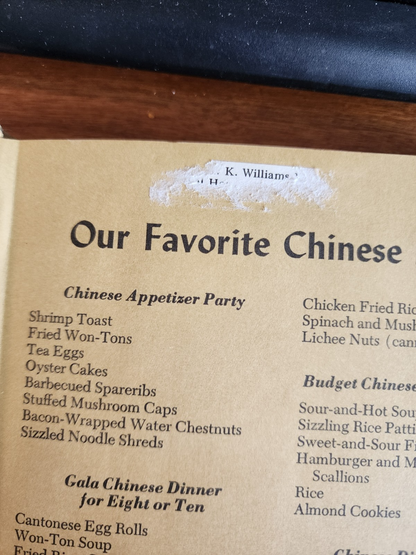 K. Williams
Our Favorite Chinese
Chinese Appetizer Party
Shrimp Toast
Fried Won-Tons
Tea Eggs
Oyster Cakes
Barbecued Spareribs
Stuffed Mushroom Caps
Bacon-Wrapped Water Chestnuts
Sizzled Noodle Shreds
Gala Chinese Dinner
for Eight or Ten
Cantonese Egg Rolls
Won-Ton Soup
Chicken Fried Ric
Spinach and Mush
Lichee Nuts (can
Budget Chinese
Sour-and-Hot Sou
Sizzling Rice Patti
Sweet-and-Sour Fi
Hamburger and M
Scallions
Rice
Almond Cookies